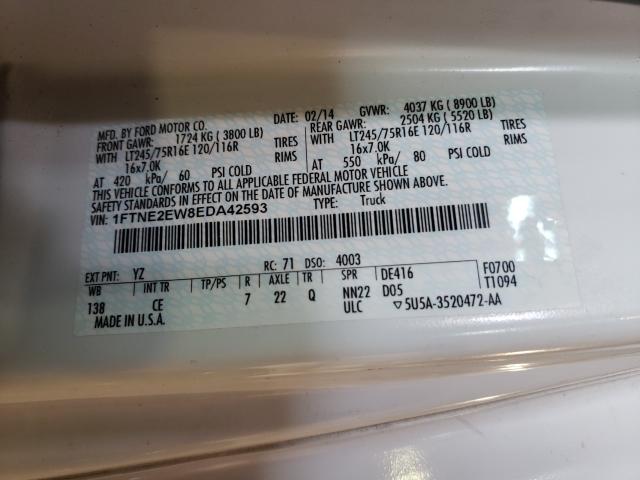 DATE: 02/14 GVWR: 4037 KG ( 8900 LB)
MFD. BY FORD MOTOR CO.
FRONT GAWR: 1724 KG (3800 LB) REAR GAWR: 2504 KG ( 5520 LB)
WITH LT245/75R16E 120/116R TIRES WITH LT245/75R16E 120/116R TIRES
16x7.0K RIMS 16x7.0K RIMS
AT 420 kPa/ 60 PSI COLD AT 550 kPa/ 80 PSI COLD
THIS VEHICLE CONFORMS TO ALL APPLICABLE FEDERAL MOTOR VEHICLE
SAFETY STANDARDS IN EFFECT ON THE DATE OF MANUFACTURE SHOWN ABOVE.
VIN: 1FTNE2EW8EDA42593 TYPE: Truck
EXT PNT: YZ RC: 71 DSO: 4003
WB INT TR TP/PS R AXLE TR SPR DE416 F0700
138 CE 7 22 Q NN22 D05 T1094
MADE IN U.S.A. ULC ▽5U5A-3520472-AA